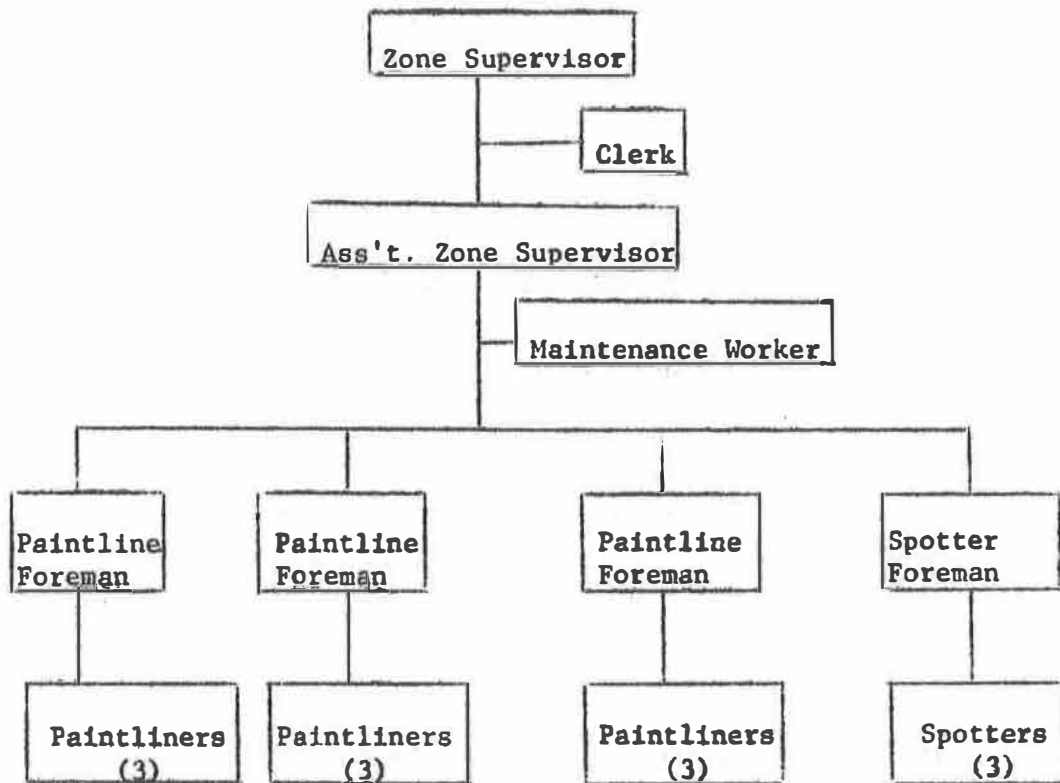 Zone Supervisor
Clerk
Ass't. Zone Supervisor
Maintenance Worker
Paintline
Foreman
Paintline
Foreman
Paintline
Foreman
Spotter
Foreman
Paintliners
(3)
Paintliners
(3)
Paintliners
(3)
Spotters
(3)